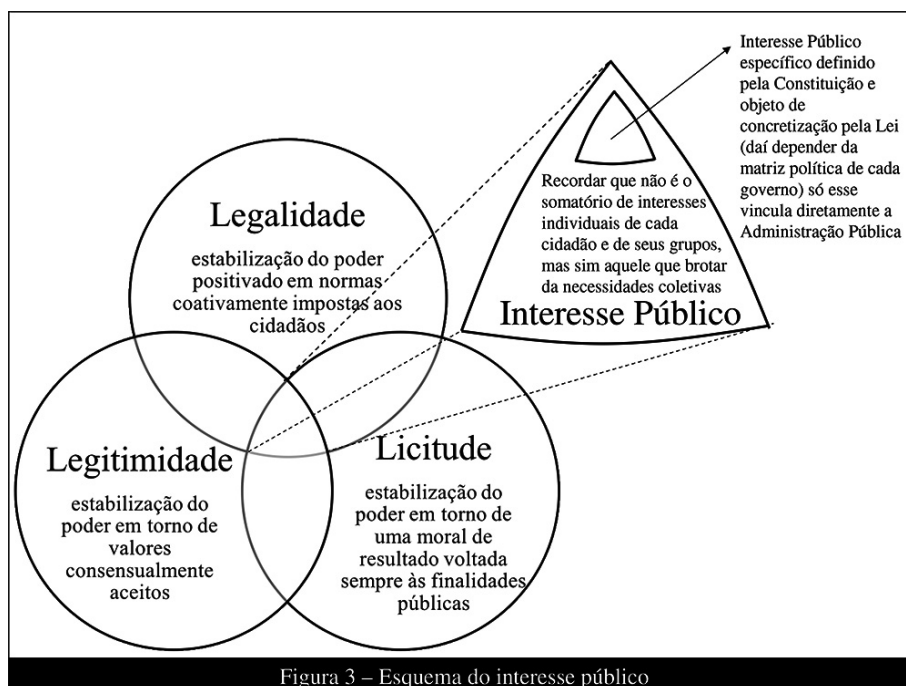 Interesse Público
específico definido
pela Constituição e
objeto de
concretização pela Lei
(daí depender da
matriz política de cada
governo) só esse
vincula diretamente a
Administração Pública
Recordar que não é o
somatório de interesses
individuais de cada
cidadão e de seus grupos,
mas sim aquele que brotar
da necessidades coletivas
Interesse Público
Legalidade
estabilização do poder
positivado em normas
coativamente impostas aos
cidadãos
Legitimidade
estabilização do
poder em torno de
valores
consensualmente
aceitos
Licitude
estabilização do
poder em torno de
uma moral de
resultado voltada
sempre às finalidades
públicas
Figura 3 – Esquema do interesse público